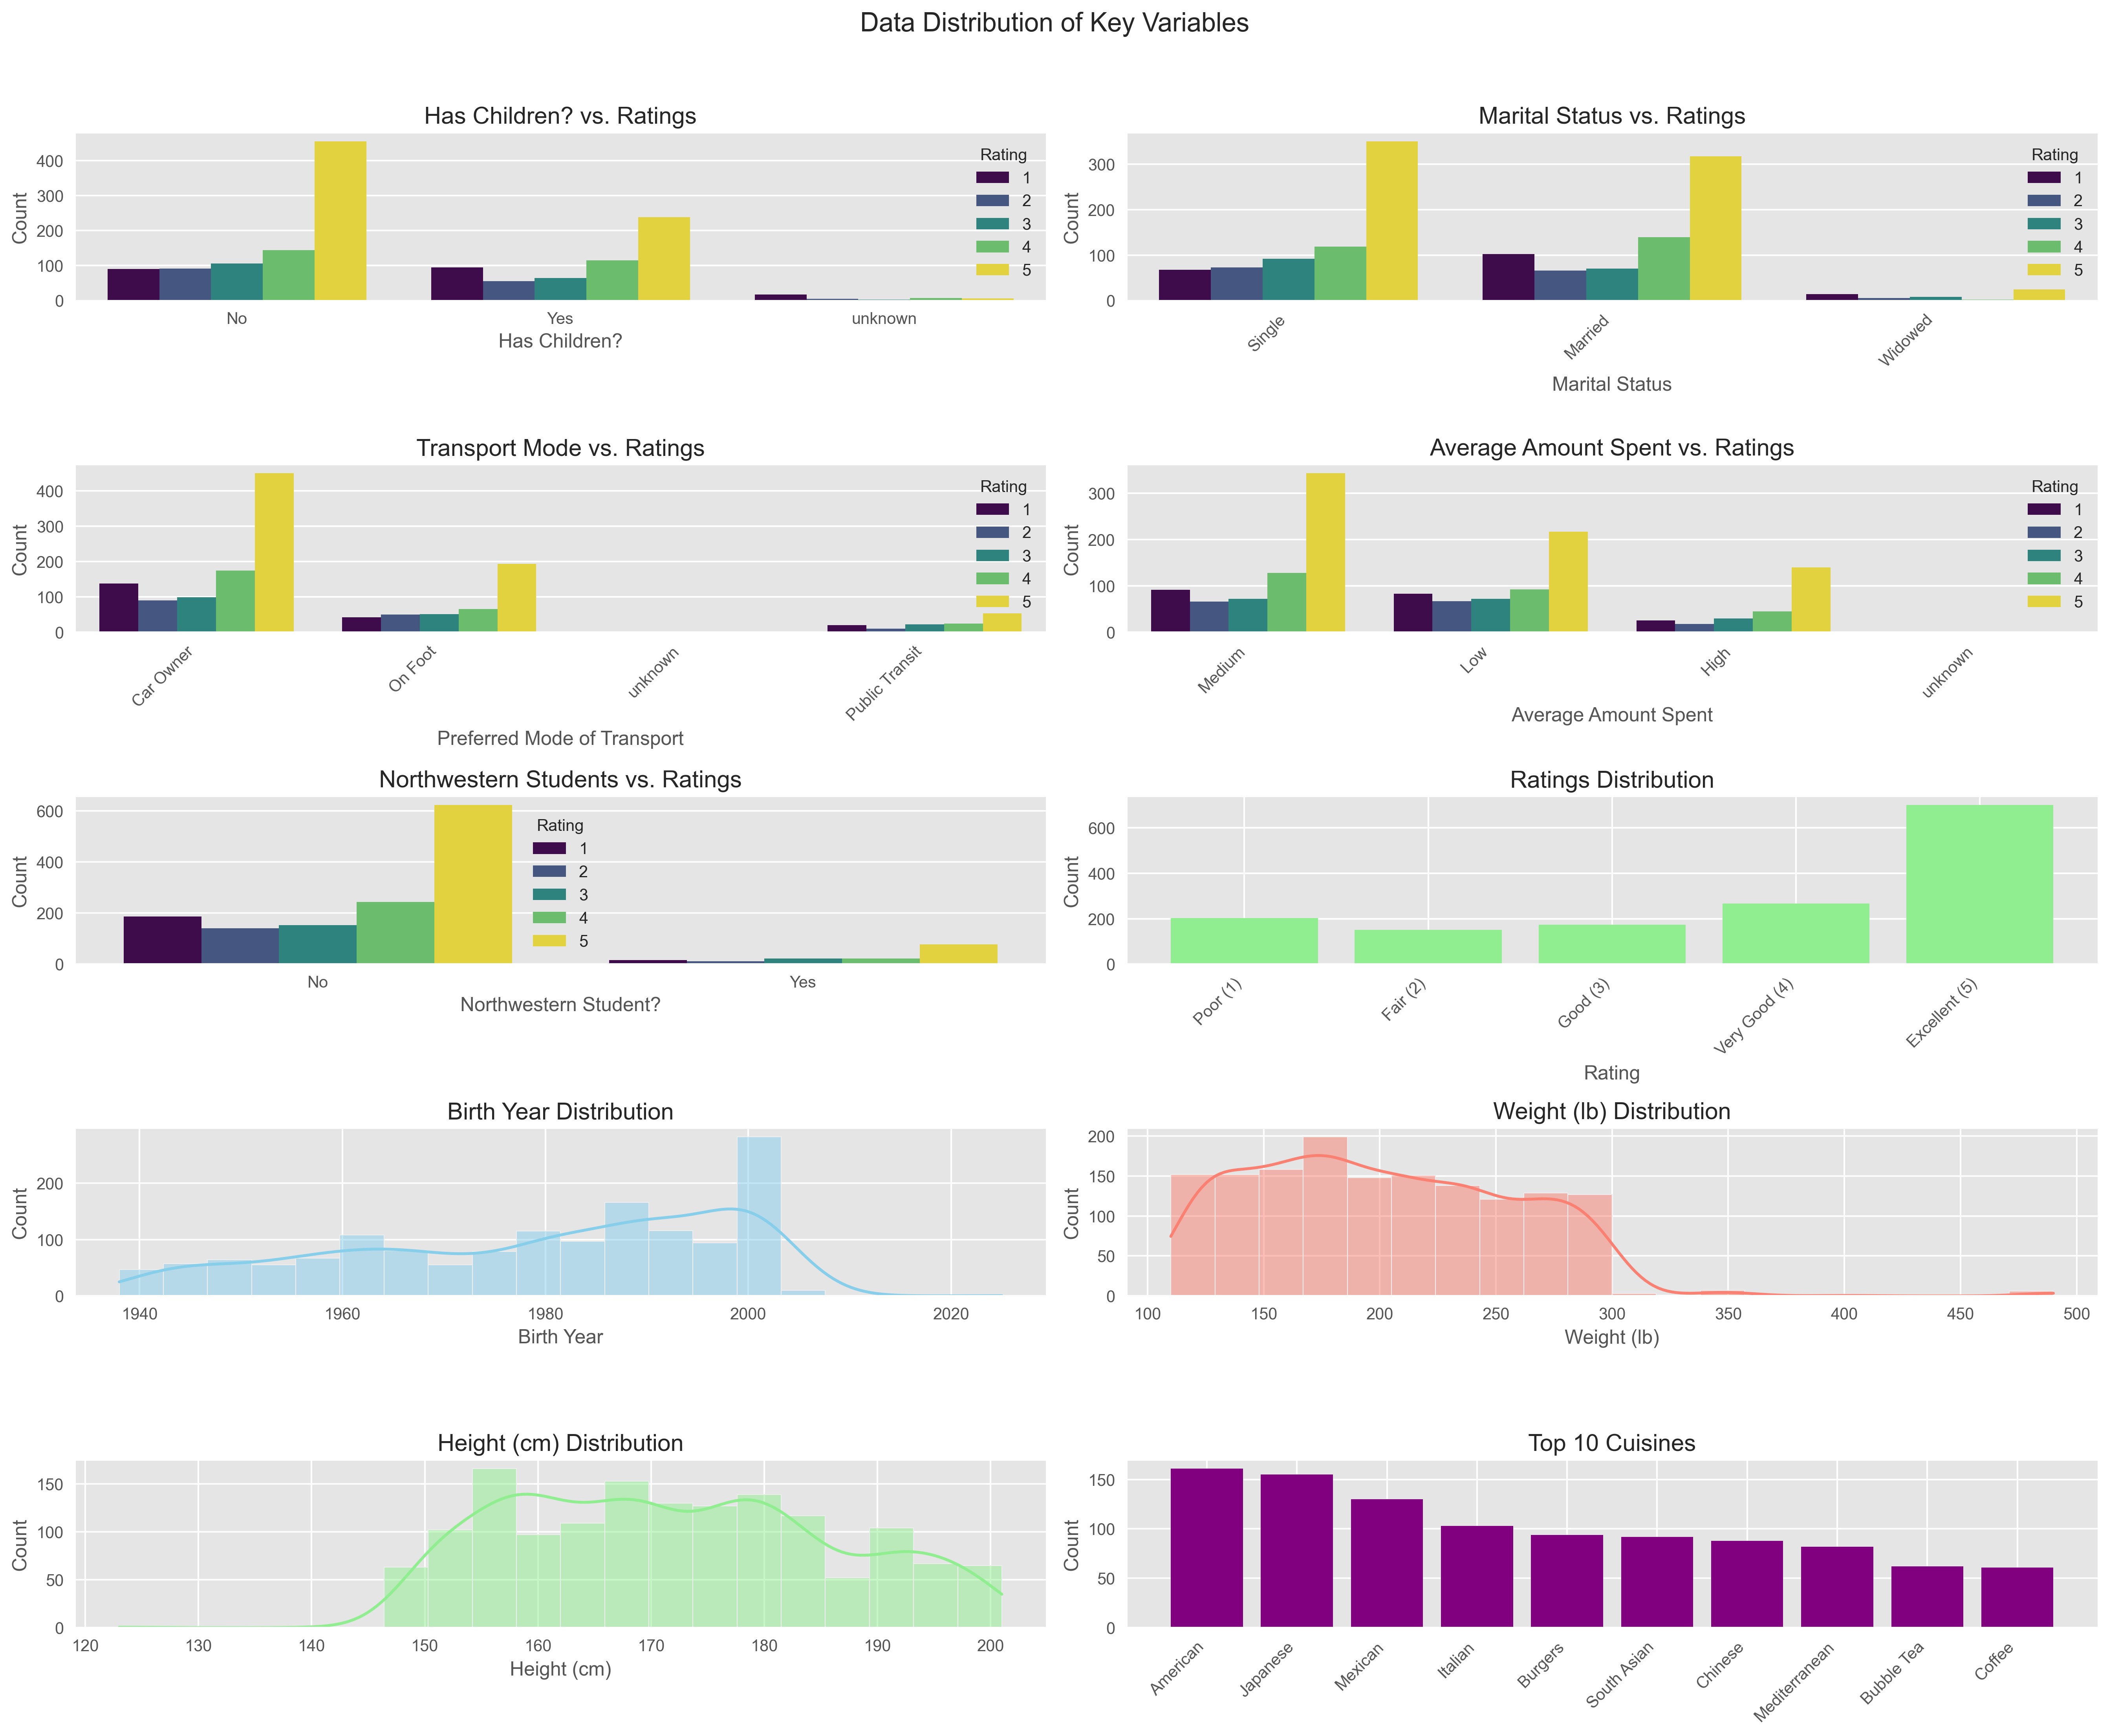 Data Distribution of Key Variables
Has Children? vs. Ratings
Count
400
300
200
100
0
No
Yes
unknown
Has Children?
Rating
1
2
3
4
5
Marital Status vs. Ratings
Count
300
200
100
0
Single
Married
Widowed
Marital Status
Rating
1
2
3
4
5
Transport Mode vs. Ratings
Count
400
300
200
100
0
Car Owner
On Foot
unknown
Public Transit
Preferred Mode of Transport
Rating
1
2
3
4
5
Average Amount Spent vs. Ratings
Count
300
200
100
0
Medium
Low
High
unknown
Average Amount Spent
Rating
1
2
3
4
5
Northwestern Students vs. Ratings
Count
600
400
200
0
No
Yes
Northwestern Student?
Rating
1
2
3
4
5
Ratings Distribution
Count
600
400
200
0
Poor (1)
Fair (2)
Good (3)
Very Good (4)
Excellent (5)
Rating
Birth Year Distribution
Count
200
100
0
1940
1960
1980
2000
2020
Birth Year
Weight (lb) Distribution
Count
200
150
100
50
0
100
150
200
250
300
350
400
450
500
Weight (lb)
Height (cm) Distribution
Count
150
100
50
0
120
130
140
150
160
170
180
190
200
Height (cm)
Top 10 Cuisines
Count
150
100
50
0
American
Japanese
Mexican
Italian
Burgers
South Asian
Chinese
Mediterranean
Bubble Tea
Coffee